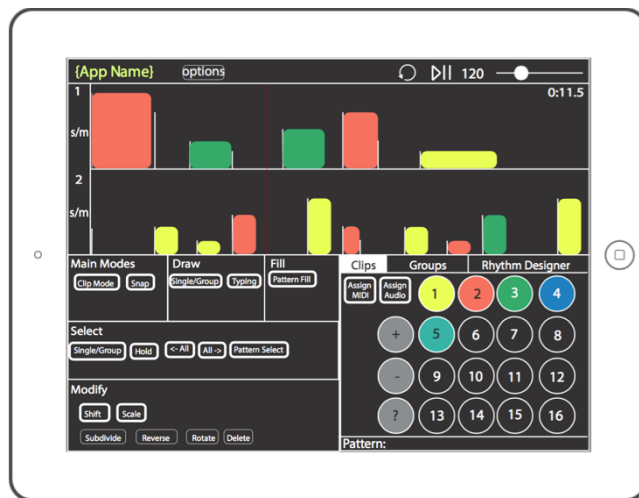 {App Name}
options
120
1
0:11.5
s/m
2
s/m
Main Modes
Clip Mode
Snap
Draw
Single/Group
Typing
Fill
Pattern Fill
Select
Single/Group
Hold
<- All
All ->
Pattern Select
Modify
Shift
Scale
Subdivide
Reverse
Rotate
Delete
Clips
Groups
Rhythm Designer
Assign
MIDI
Assign
Audio
1
2
3
4
+
5
6
7
8
-
9
10
11
12
?
13
14
15
16
Pattern: